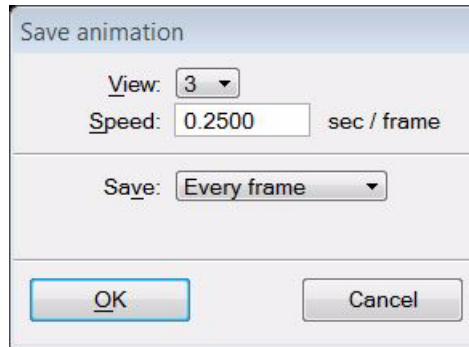 Save animation
View: 3
Speed: 0.2500 sec / frame
Save: Every frame
OK Cancel